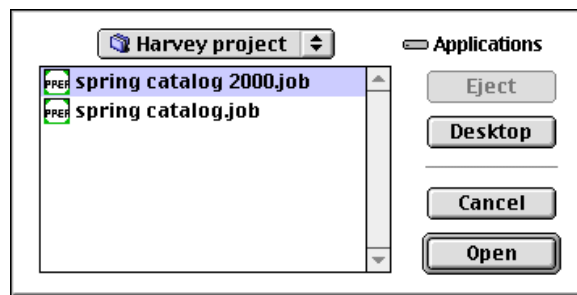 Harvey project
Applications
spring catalog 2000.job
spring catalog.job
Eject
Desktop
Cancel
Open